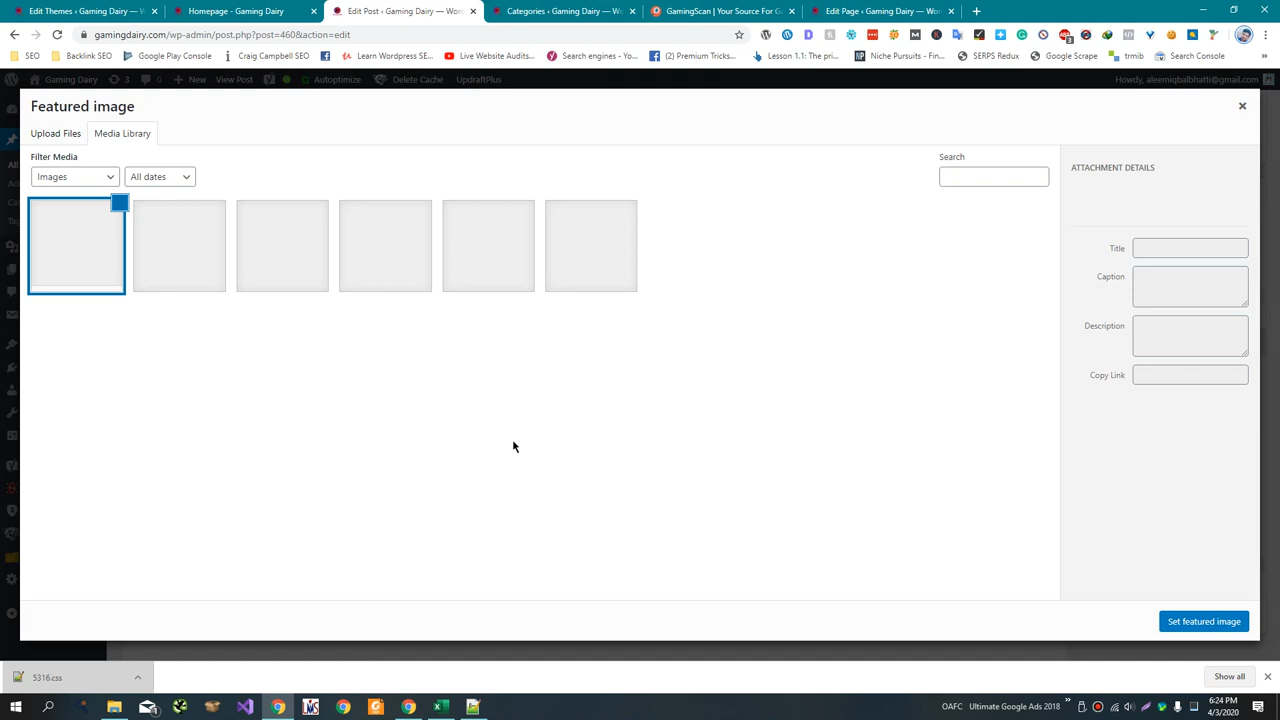 Edit Themes ‹ Gaming Dairy — Wo
Homepage - Gaming Dairy
Edit Post ‹ Gaming Dairy — Wor
Categories ‹ Gaming Dairy — Wo
GamingScan | Your Source For G
Edit Page ‹ Gaming Dairy — Wor
gamingdairy.com/wp-admin/post.php?post=460&action=edit
SEO
Backlink SEO
Google Play Console
Craig Campbell SEO
Learn Wordpress SE...
Live Website Audits...
Search engines - Yo...
(2) Premium Tricks...
Lesson 1.1: The pri...
Niche Pursuits - Fin...
SERPS Redux
Google Scrape
trmib
Search Console
»
Gaming Dairy
3
0
New
View Post
Autoptimize
Delete Cache
UpdraftPlus
Howdy, aleemiqbalbhatti@gmail.com
Featured image
Upload Files
Media Library
Filter Media
Images
All dates
Search
ATTACHMENT DETAILS
Title
Caption
Description
Copy Link
Set featured image
5316.css
Show all
OAFC
Ultimate Google Ads 2018
»
6:24 PM
4/3/2020